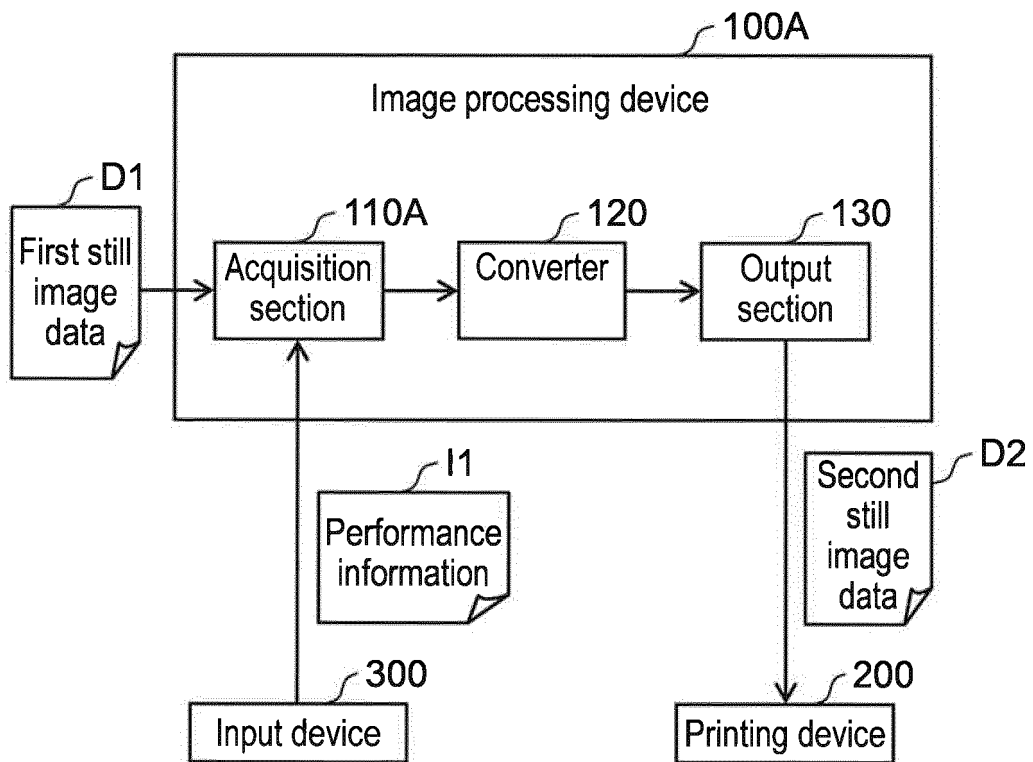 100A
Image processing device
D1
First still
image
data
110A
Acquisition
section
120
Converter
130
Output
section
I1
Performance
information
D2
Second
still
image
data
300
Input device
200
Printing device